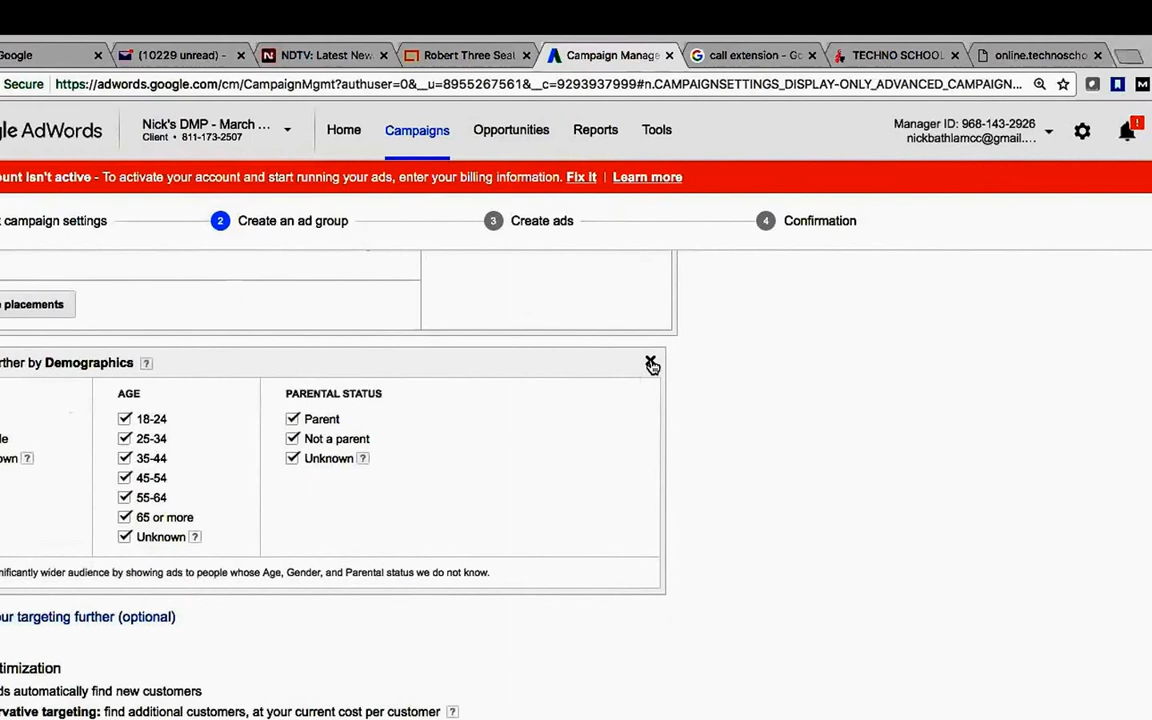 Google
(10229 unread) -
NDTV: Latest New
Robert Three Seal
Campaign Manage
call extension - Go
TECHNO SCHOOL
online.technoscho
Secure https://adwords.google.com/cm/CampaignMgmt?authuser=0&__u=8955267561&__c=9293937999#n.CAMPAIGNSETTINGS_DISPLAY-ONLY_ADVANCED_CAMPAIGN...
gle AdWords
Nick's DMP - March ...
Client • 811-173-2507
Home Campaigns Opportunities Reports Tools
Manager ID: 968-143-2926
nickbathlamcc@gmail....
!
ount isn't active - To activate your account and start running your ads, enter your billing information. Fix it | Learn more
campaign settings 2 Create an ad group 3 Create ads 4 Confirmation
placements
rther by Demographics ?
AGE
18-24
25-34
35-44
45-54
55-64
65 or more
Unknown ?
PARENTAL STATUS
Parent
Not a parent
Unknown ?
le
own ?
nificantly wider audience by showing ads to people whose Age, Gender, and Parental status we do not know.
ur targeting further (optional)
timization
ds automatically find new customers
rvative targeting: find additional customers, at your current cost per customer ?